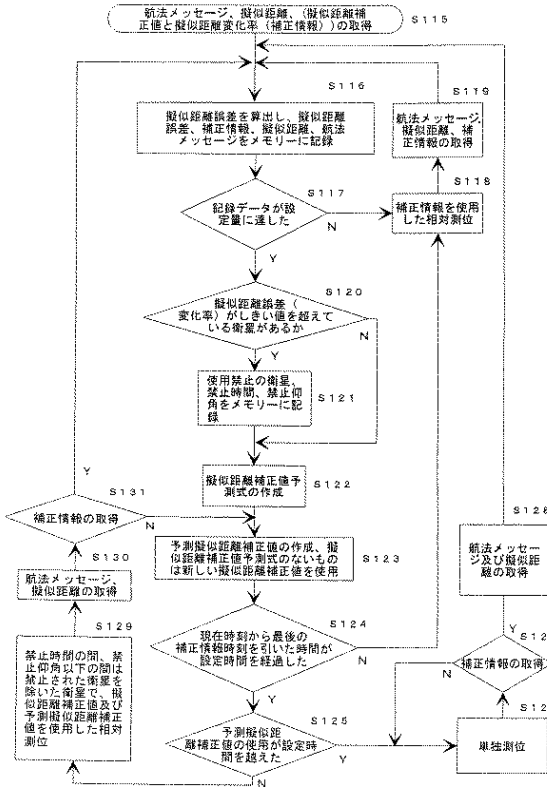 航法メッセージ、擬似距離、(擬似距離補
正値と擬似距離変化率(補正情報))の取得
S115
S116
擬似距離誤差を算出し、擬似距離
誤差、補正情報、擬似距離、航法
メッセージをメモリーに記録
S119
航法メッセージ、
擬似距離、補
正情報の取得
S117
記録データが設
定量に達した
N
Y
S118
補正情報を使用
した相対測位
S120
擬似距離誤差(
変化率)がしきい値を超えて
いる衛星があるか
N
Y
使用禁止の衛星、
禁止時間、禁止仰
角をメモリーに記
録
S121
擬似距離補正値予
測式の作成
S122
Y
S131
補正情報の取得
N
予測擬似距離補正値の作成、擬
似距離補正値予測式のないもの
は新しい擬似距離補正値を使用
S123
S130
航法メッセージ、
擬似距離の取得
S124
現在時刻から最後の
補正情報時刻を引いた時間が
設定時間を経過した
N
Y
S129
禁止時間の間、禁
止仰角以下の間は
禁止された衛星を
除いた衛星で、擬
似距離補正値及び
予測擬似距離補正
値を使用した相対
測位
S125
予測擬似距
離補正値の使用が設定時
間を越えた
Y
N
S128
航法メッセー
ジ及び擬似距
離の取得
Y
S12
補正情報の取得
N
S12
単独測位